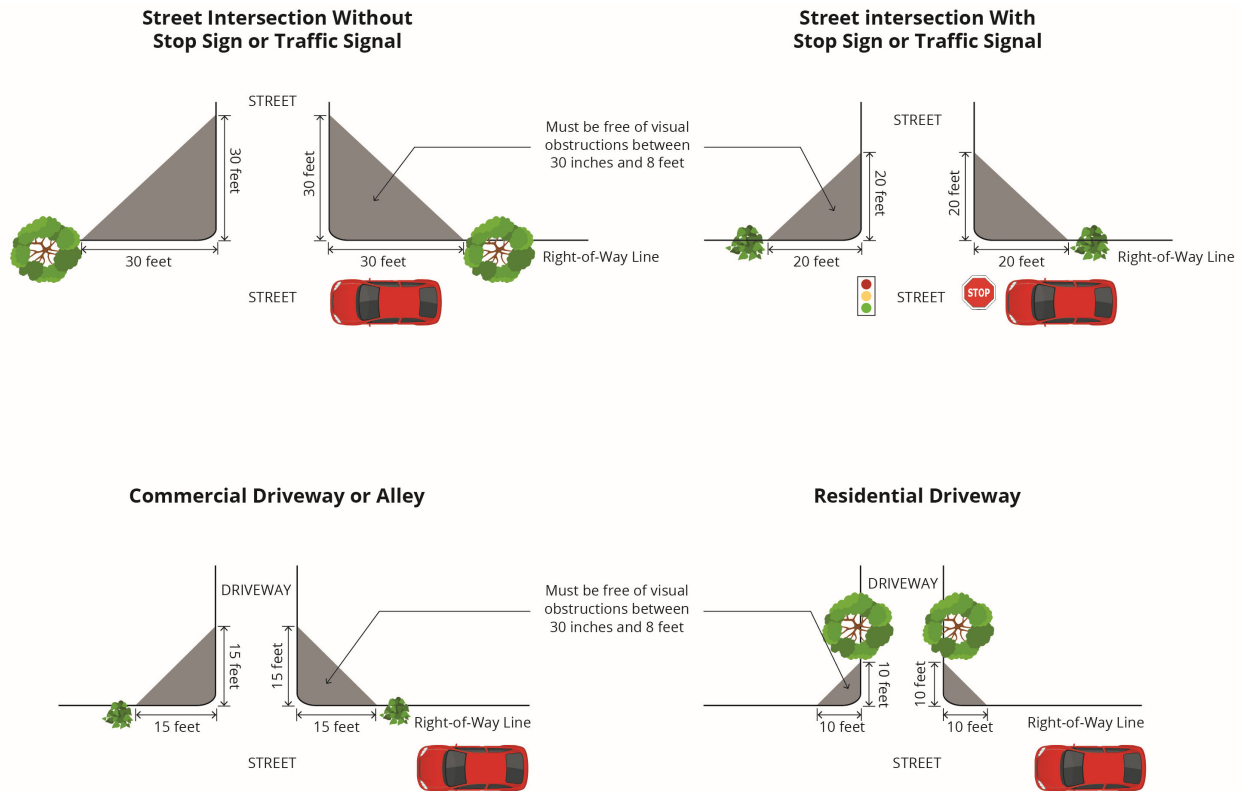 Street Intersection Without
Stop Sign or Traffic Signal
STREET
30 feet
30 feet
30 feet
30 feet
STREET
Right-of-Way Line
Must be free of visual
obstructions between
30 inches and 8 feet
Street intersection With
Stop Sign or Traffic Signal
STREET
20 feet
20 feet
20 feet
20 feet
STREET
STOP
Right-of-Way Line
Commercial Driveway or Alley
DRIVEWAY
15 feet
15 feet
15 feet
15 feet
Right-of-Way Line
STREET
Must be free of visual
obstructions between
30 inches and 8 feet
Residential Driveway
DRIVEWAY
10 feet
10 feet
10 feet
10 feet
Right-of-Way Line
STREET